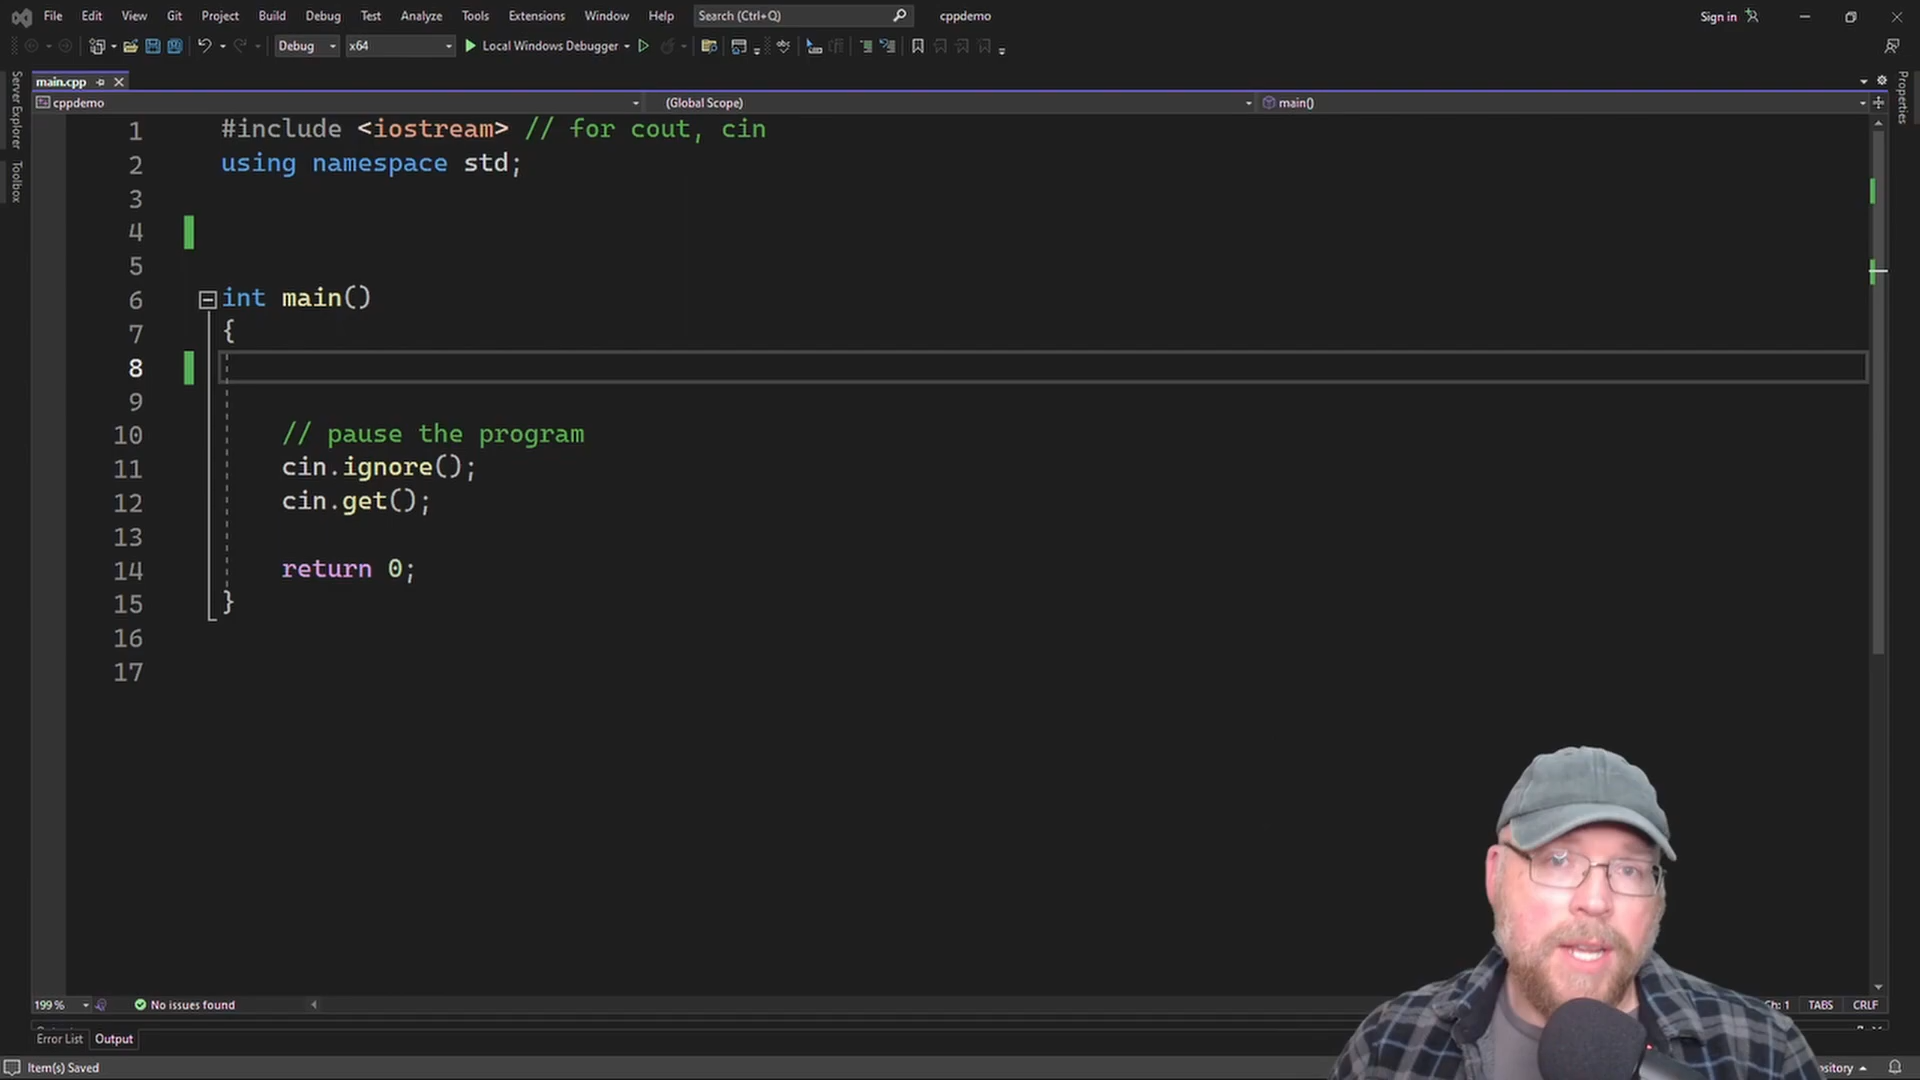 File Edit View Git Project Build Debug Test Analyze Tools Extensions Window Help Search (Ctrl+Q) cppdemo Sign in
Debug x64 Local Windows Debugger
main.cpp
cppdemo (Global Scope) main()
Server Explorer
Toolbox
Properties
1 #include <iostream> // for cout, cin
2 using namespace std;
3
4
5
6 int main()
7 {
8
9
10 // pause the program
11 cin.ignore();
12 cin.get();
13
14 return 0;
15 }
16
17
199 % No issues found Ch: 1 TABS CRLF
Error List Output
Item(s) Saved